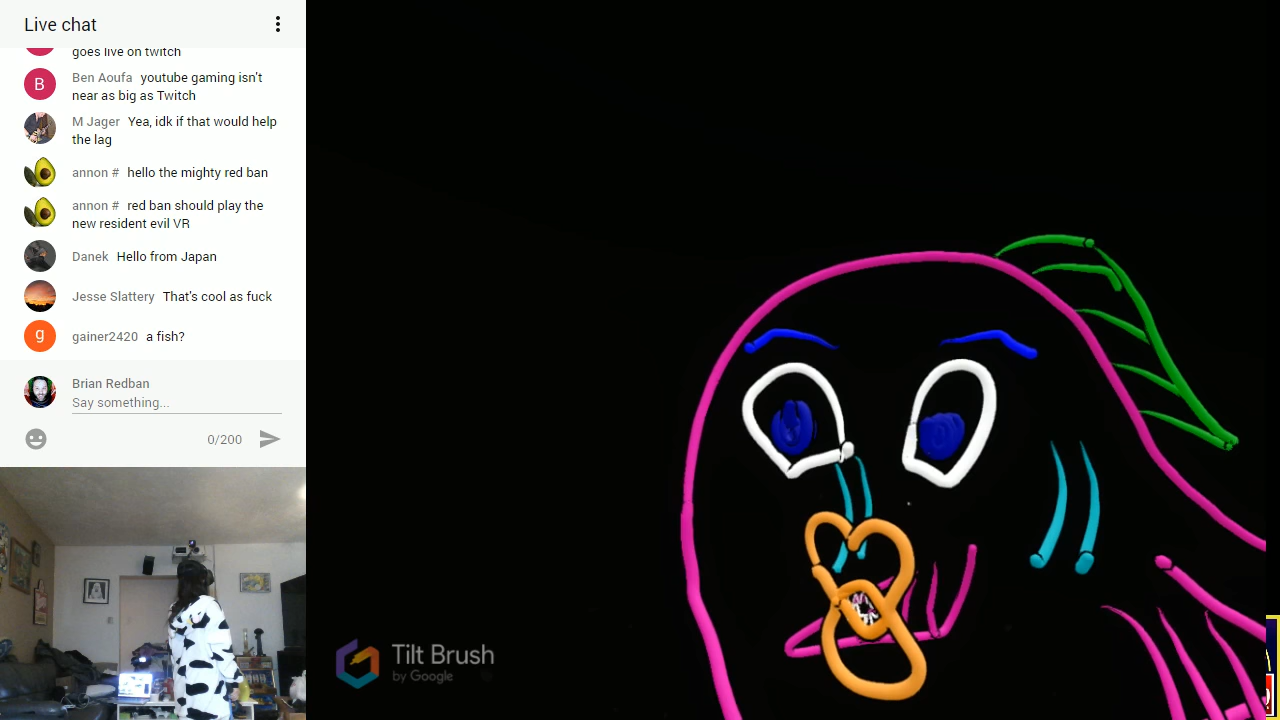 Live chat
goes live on twitch
Ben Aoufa youtube gaming isn't
near as big as Twitch
M Jager Yea, idk if that would help
the lag
annon # hello the mighty red ban
annon # red ban should play the
new resident evil VR
Danek Hello from Japan
Jesse Slattery That's cool as fuck
gainer2420 a fish?
Brian Redban
Say something...
0/200
B
g
Tilt Brush
by Google